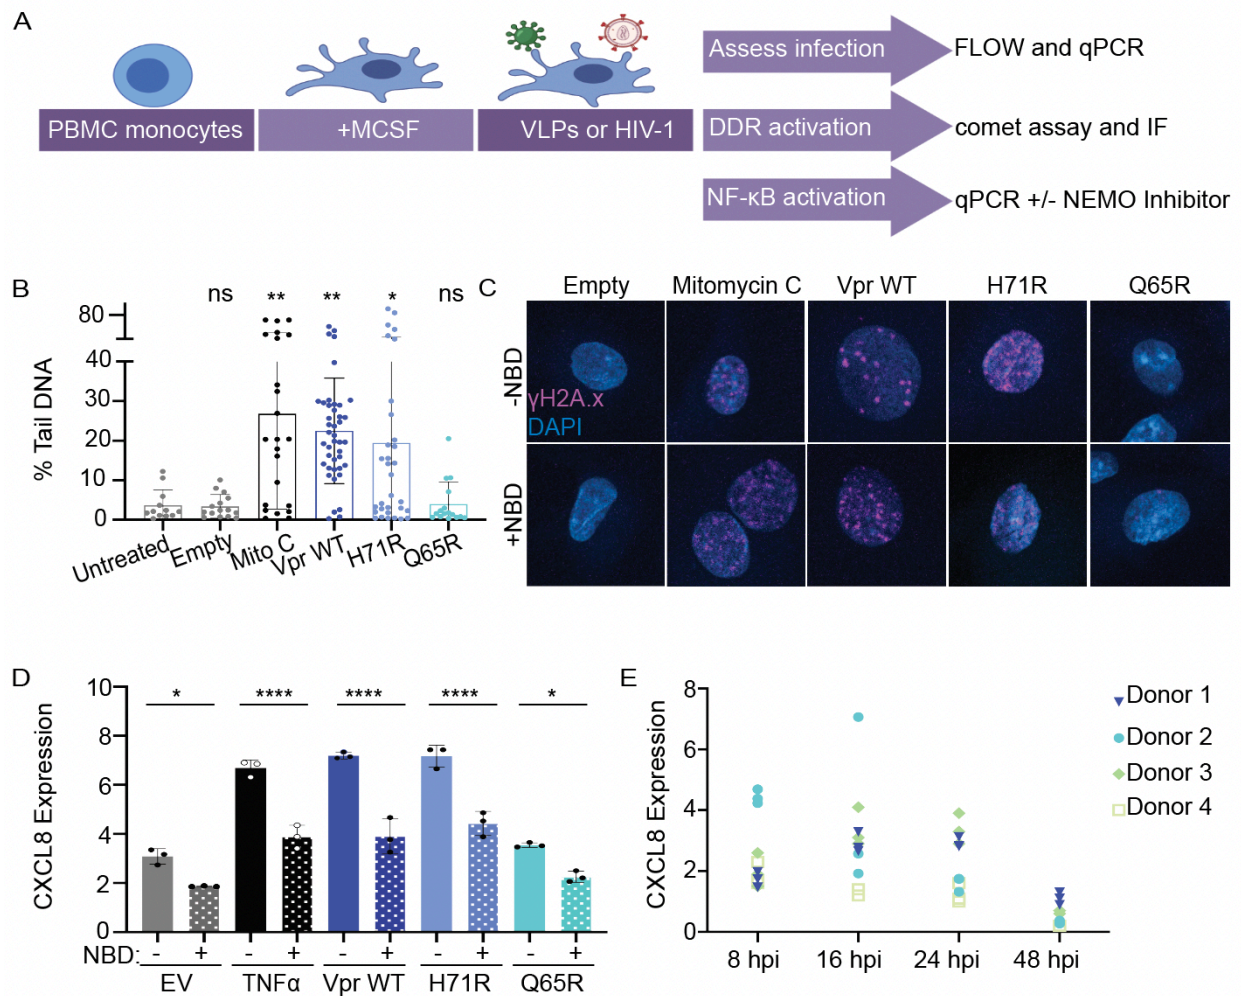 A
PBMC monocytes
+MCSF
VLPs or HIV-1
Assess infection
FLOW and qPCR
DDR activation
comet assay and IF
NF-κB activation
qPCR +/- NEMO Inhibitor
B
ns
**
**
*
ns
% Tail DNA
80
40
30
20
10
0
Untreated
Empty
Mito C
Vpr WT
H71R
Q65R
C
Empty
Mitomycin C
Vpr WT
H71R
Q65R
-NBD
γH2A.x
DAPI
+NBD
D
CXCL8 Expression
10
8
6
4
2
0
*
****
****
****
*
NBD: - + - + - + - + - +
EV
TNFα
Vpr WT
H71R
Q65R
E
CXCL8 Expression
8
6
4
2
0
8 hpi
16 hpi
24 hpi
48 hpi
Donor 1
Donor 2
Donor 3
Donor 4